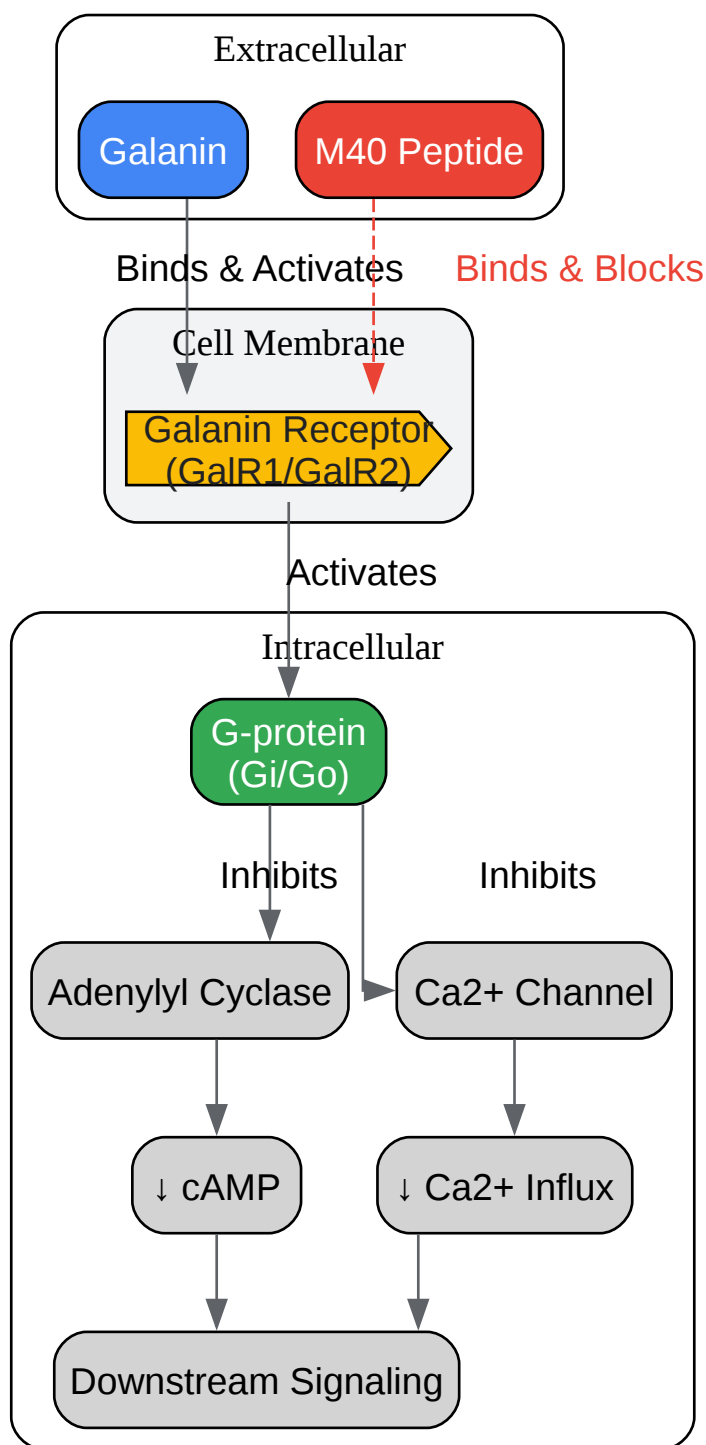 Extracellular
Galanin
M40 Peptide
Binds & Activates
Binds & Blocks
Cell Membrane
Galanin Receptor
(GalR1/GalR2)
Activates
Intracellular
G-protein
(Gi/Go)
Inhibits
Inhibits
Adenylyl Cyclase
Ca2+ Channel
↓ cAMP
↓ Ca2+ Influx
Downstream Signaling